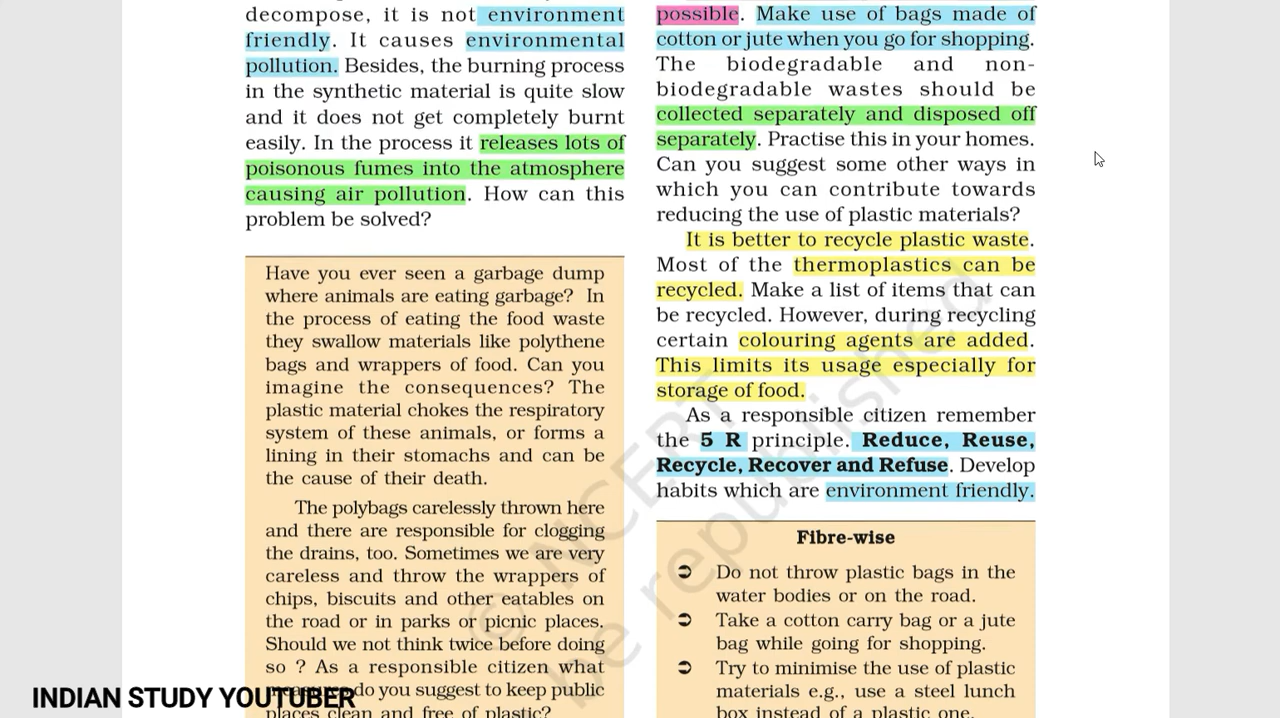 decompose, it is not environment
friendly. It causes environmental
pollution. Besides, the burning process
in the synthetic material is quite slow
and it does not get completely burnt
easily. In the process it releases lots of
poisonous fumes into the atmosphere
causing air pollution. How can this
problem be solved?
Have you ever seen a garbage dump
where animals are eating garbage? In
the process of eating the food waste
they swallow materials like polythene
bags and wrappers of food. Can you
imagine the consequences? The
plastic material chokes the respiratory
system of these animals, or forms a
lining in their stomachs and can be
the cause of their death.
The polybags carelessly thrown here
and there are responsible for clogging
the drains, too. Sometimes we are very
careless and throw the wrappers of
chips, biscuits and other eatables on
the road or in parks or picnic places.
Should we not think twice before doing
so ? As a responsible citizen what
measures do you suggest to keep public
places clean and free of plastic?
possible. Make use of bags made of
cotton or jute when you go for shopping.
The biodegradable and non-
biodegradable wastes should be
collected separately and disposed off
separately. Practise this in your homes.
Can you suggest some other ways in
which you can contribute towards
reducing the use of plastic materials?
It is better to recycle plastic waste.
Most of the thermoplastics can be
recycled. Make a list of items that can
be recycled. However, during recycling
certain colouring agents are added.
This limits its usage especially for
storage of food.
As a responsible citizen remember
the 5 R principle. Reduce, Reuse,
Recycle, Recover and Refuse. Develop
habits which are environment friendly.
Fibre-wise
Do not throw plastic bags in the
water bodies or on the road.
Take a cotton carry bag or a jute
bag while going for shopping.
Try to minimise the use of plastic
materials e.g., use a steel lunch
box instead of a plastic one.
© NCERT
be republished
INDIAN STUDY YOUTUBER